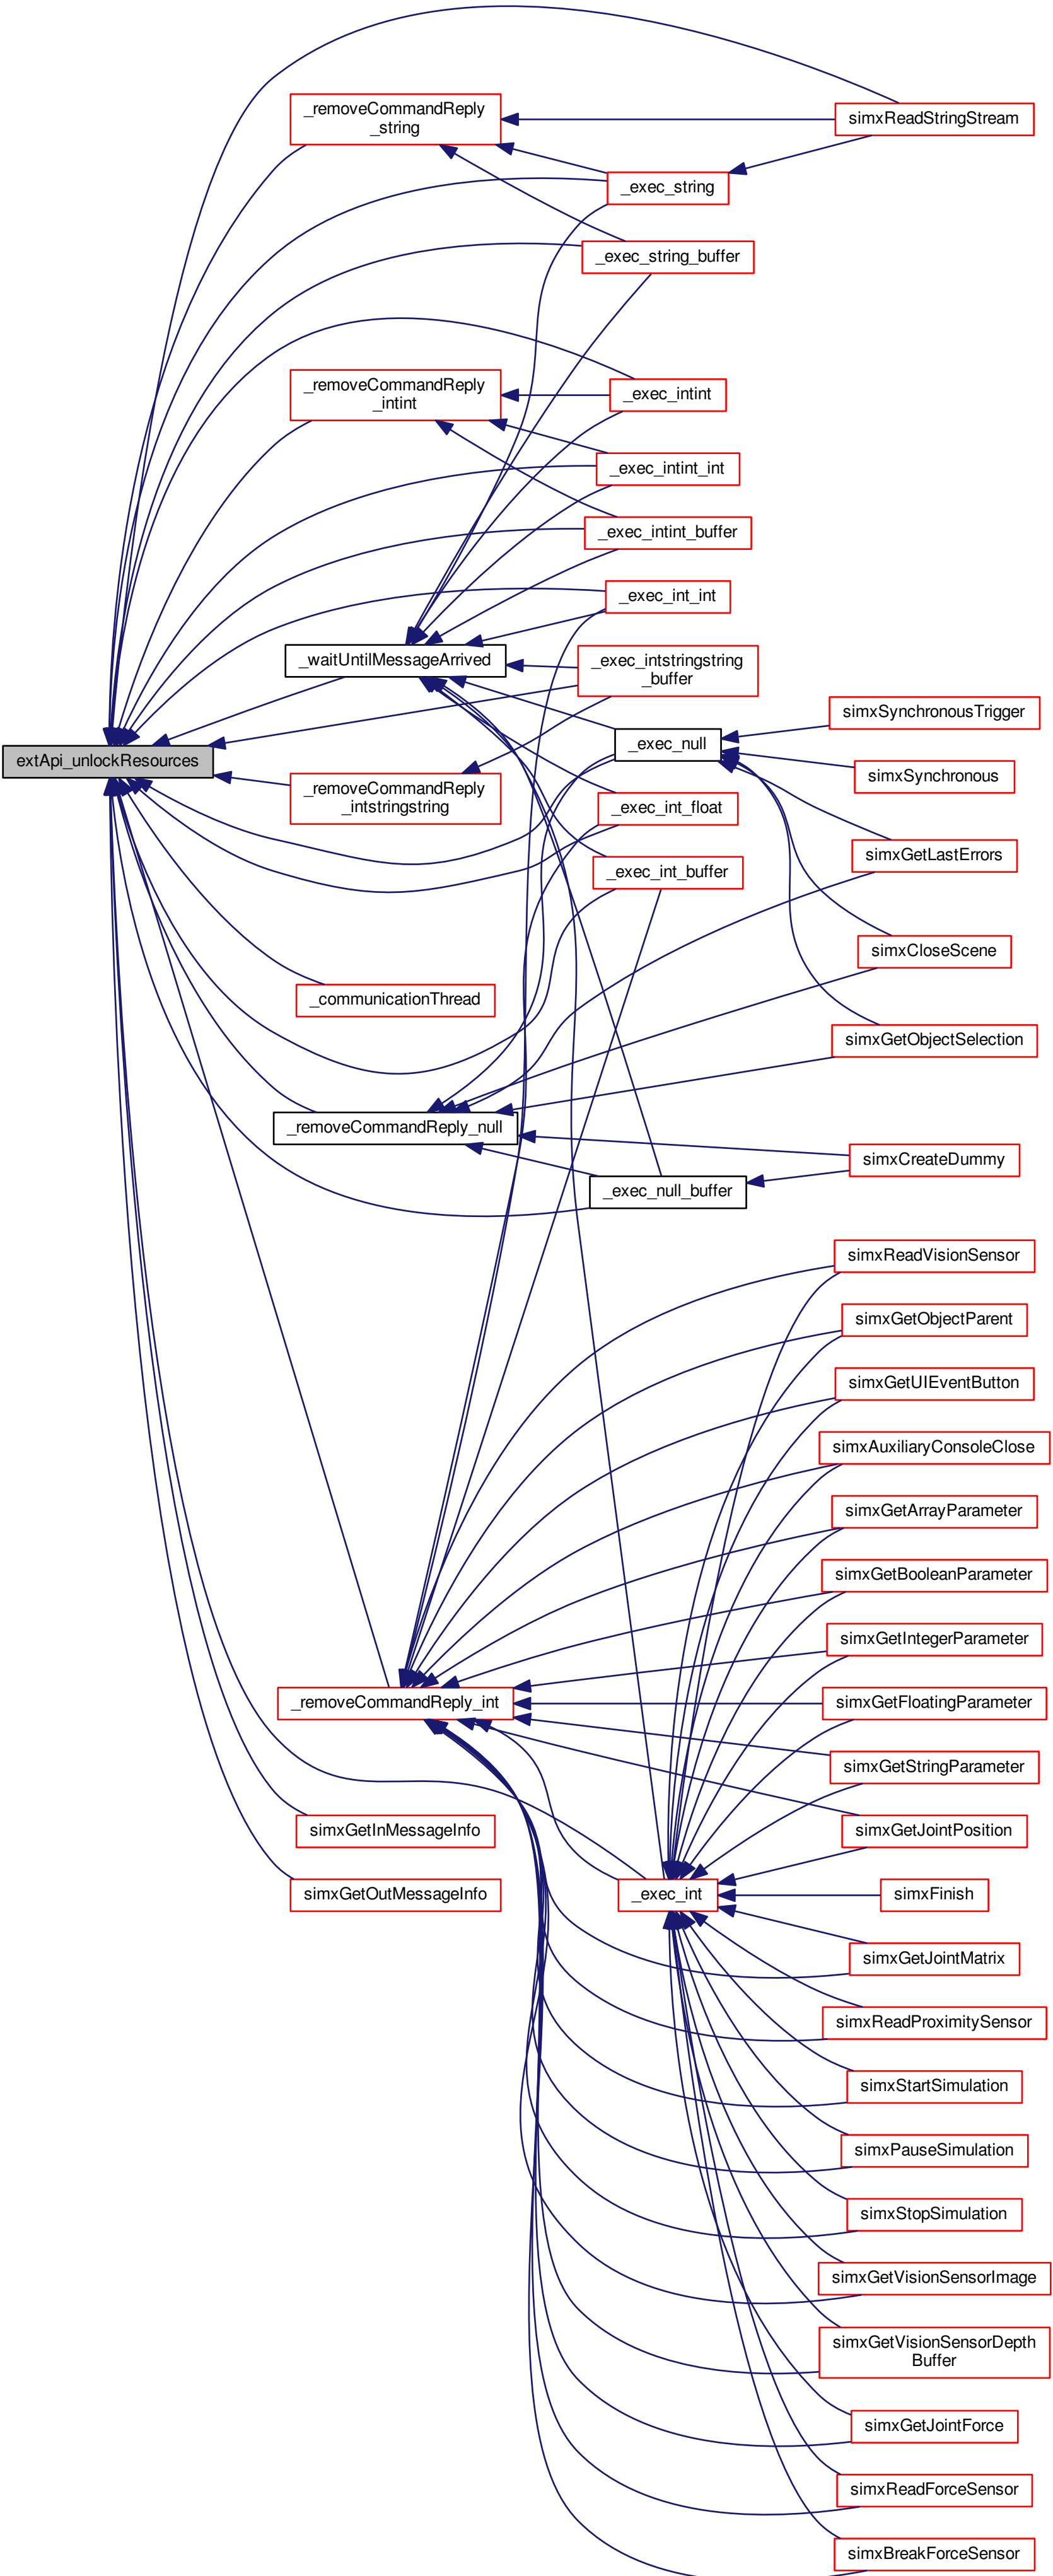 _removeCommandReply
_string
simxReadStringStream
_exec_string
_exec_string_buffer
_removeCommandReply
_intint
_exec_intint
_exec_intint_int
_exec_intint_buffer
_exec_int_int
_waitUntilMessageArrived
_exec_intstringstring
_buffer
simxSynchronousTrigger
_exec_null
extApi_unlockResources
simxSynchronous
_removeCommandReply
_intstringstring
_exec_int_float
simxGetLastErrors
_exec_int_buffer
simxCloseScene
_communicationThread
simxGetObjectSelection
_removeCommandReply_null
simxCreateDummy
_exec_null_buffer
simxReadVisionSensor
simxGetObjectParent
simxGetUIEventButton
simxAuxiliaryConsoleClose
simxGetArrayParameter
simxGetBooleanParameter
simxGetIntegerParameter
_removeCommandReply_int
simxGetFloatingParameter
simxGetStringParameter
simxGetInMessageInfo
simxGetJointPosition
simxGetOutMessageInfo
_exec_int
simxFinish
simxGetJointMatrix
simxReadProximitySensor
simxStartSimulation
simxPauseSimulation
simxStopSimulation
simxGetVisionSensorImage
simxGetVisionSensorDepth
Buffer
simxGetJointForce
simxReadForceSensor
simxBreakForceSensor